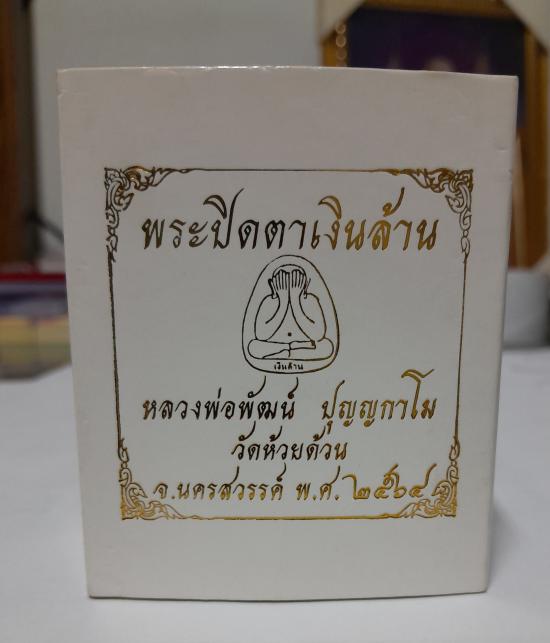 พระปิดตาเงินล้าน
เงินล้าน
หลวงพ่อพัฒน์ ปุญญกาโม
วัดห้วยด้วน
จ.นครสวรรค์ พ.ศ. ๒๕๖๔